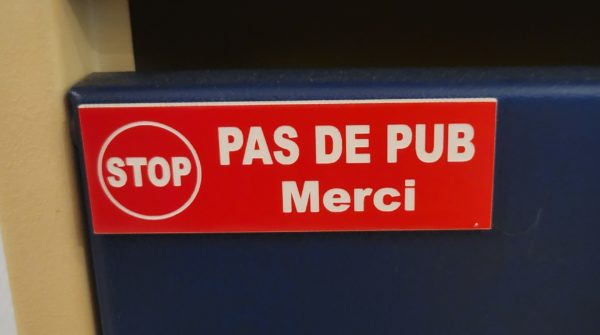 STOP
PAS DE PUB
Merci